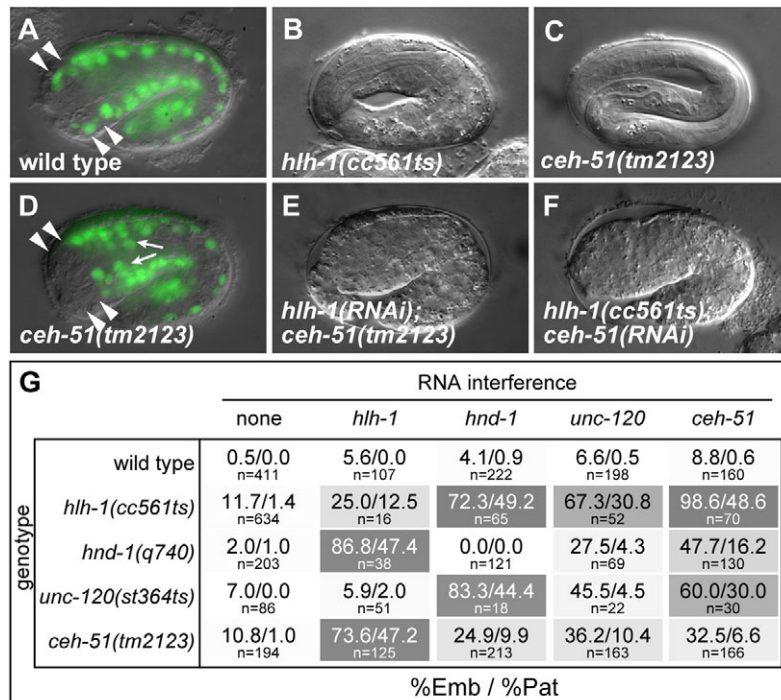 A
wild type
B
hlh-1(cc561ts)
C
ceh-51(tm2123)
D
ceh-51(tm2123)
E
hlh-1(RNAi);
ceh-51(tm2123)
F
hlh-1(cc561ts);
ceh-51(RNAi)
G
RNA interference
none hlh-1 hnd-1 unc-120 ceh-51
genotype
wild type 0.5/0.0 5.6/0.0 4.1/0.9 6.6/0.5 8.8/0.6
n=411 n=107 n=222 n=198 n=160
hlh-1(cc561ts) 11.7/1.4 25.0/12.5 72.3/49.2 67.3/30.8 98.6/48.6
n=634 n=16 n=65 n=52 n=70
hnd-1(q740) 2.0/1.0 86.8/47.4 0.0/0.0 27.5/4.3 47.7/16.2
n=203 n=38 n=121 n=69 n=130
unc-120(st364ts) 7.0/0.0 5.9/2.0 83.3/44.4 45.5/4.5 60.0/30.0
n=86 n=51 n=18 n=22 n=30
ceh-51(tm2123) 10.8/1.0 73.6/47.2 24.9/9.9 36.2/10.4 32.5/6.6
n=194 n=125 n=213 n=163 n=166
%Emb / %Pat